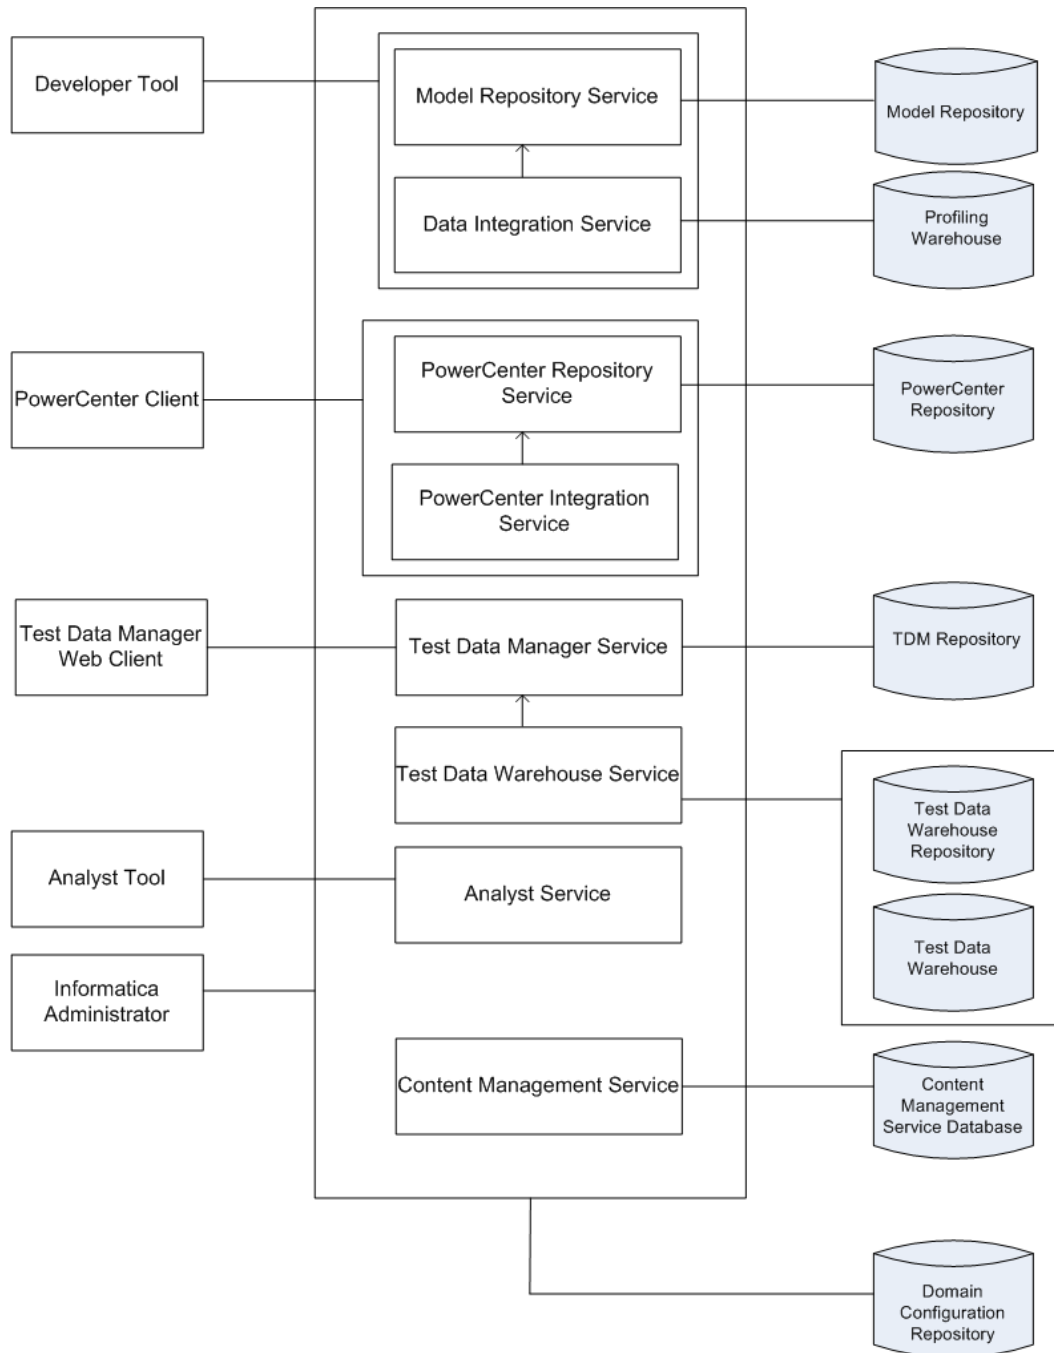 Developer Tool
Model Repository Service
Model Repository
Data Integration Service
Profiling
Warehouse
PowerCenter Client
PowerCenter Repository
Service
PowerCenter
Repository
PowerCenter Integration
Service
Test Data Manager
Web Client
Test Data Manager Service
TDM Repository
Test Data Warehouse Service
Test Data
Warehouse
Repository
Analyst Tool
Analyst Service
Test Data
Warehouse
Informatica
Administrator
Content Management Service
Content
Management
Service Database
Domain
Configuration
Repository